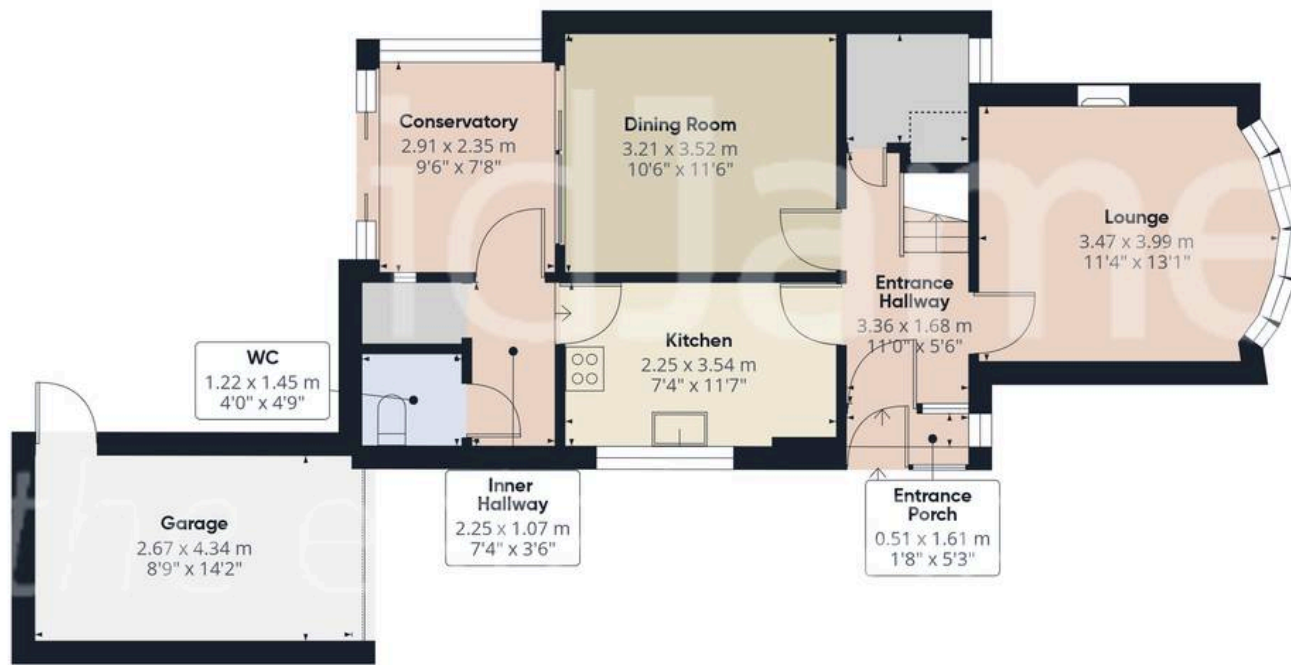 Conservatory
2.91 x 2.35 m
9'6" x 7'8"
Dining Room
3.21 x 3.52 m
10'6" x 11'6"
Lounge
3.47 x 3.99 m
11'4" x 13'1"
Entrance
Hallway
3.36 x 1.68 m
11'0" x 5'6"
Kitchen
2.25 x 3.54 m
7'4" x 11'7"
WC
1.22 x 1.45 m
4'0" x 4'9"
Inner
Hallway
2.25 x 1.07 m
7'4" x 3'6"
Entrance
Porch
0.51 x 1.61 m
1'8" x 5'3"
Garage
2.67 x 4.34 m
8'9" x 14'2"
idJame
the e